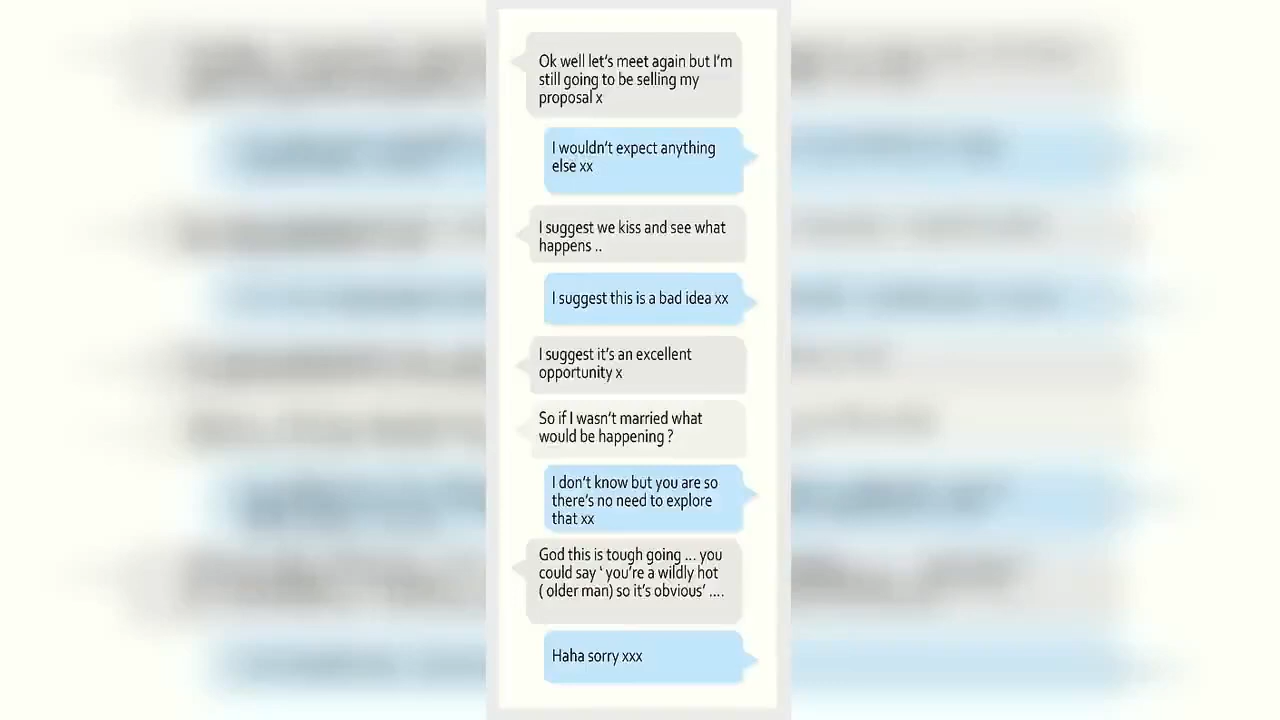 Ok well let's meet again but I'm
still going to be selling my
proposal x
I wouldn't expect anything
else xx
I suggest we kiss and see what
happens ..
I suggest this is a bad idea xx
I suggest it's an excellent
opportunity x
So if I wasn't married what
would be happening ?
I don't know but you are so
there's no need to explore
that xx
God this is tough going ... you
could say ‘ you're a wildly hot
( older man) so it's obvious’ ....
Haha sorry xxx